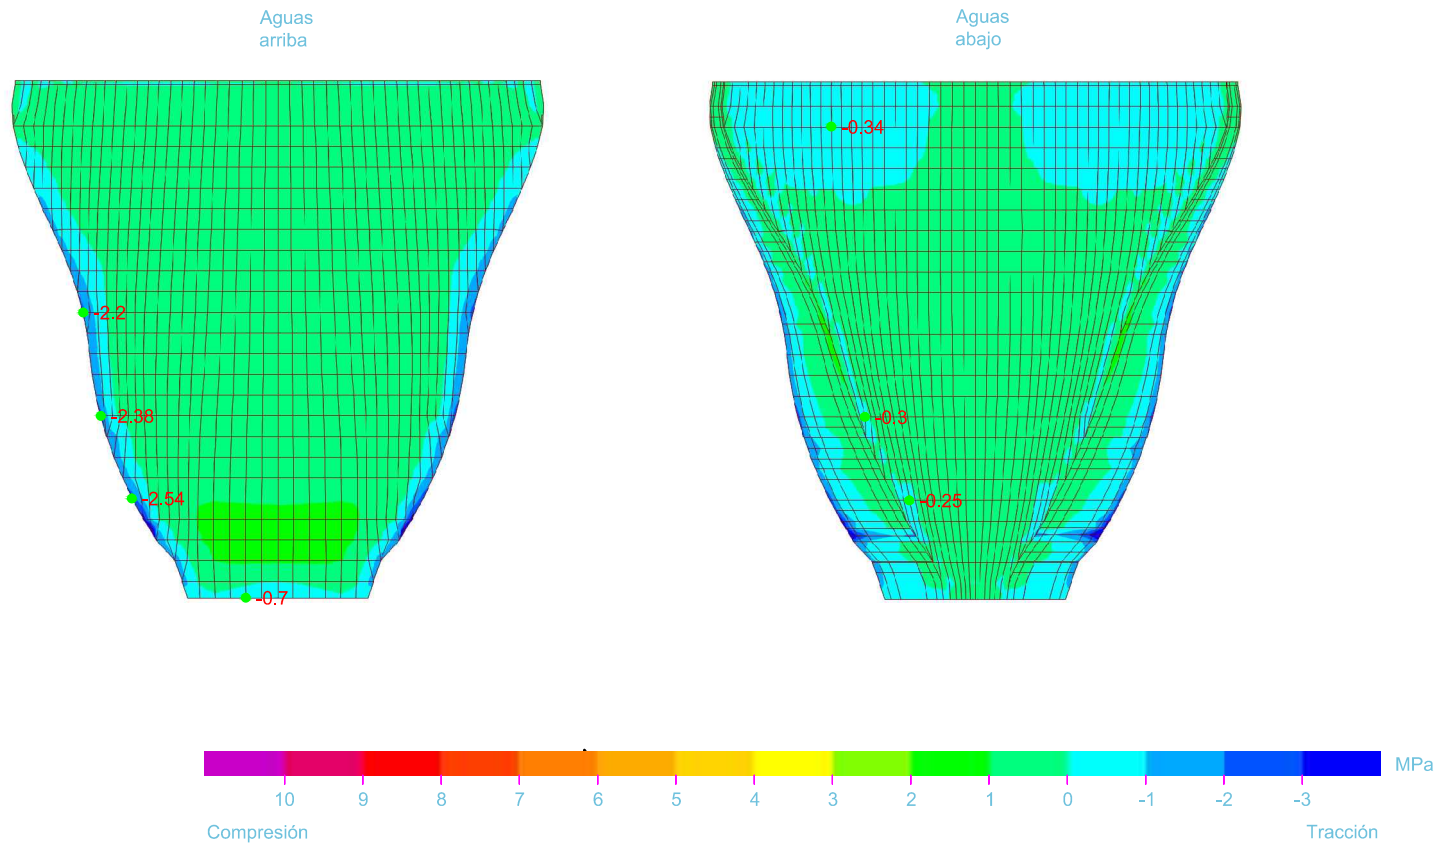 Aguas
arriba
Aguas
abajo
-0.34
-2.2
-2.38
-0.3
-2.54
-0.25
-0.7
MPa
10 9 8 7 6 5 4 3 2 1 0 -1 -2 -3
Compresión Tracción